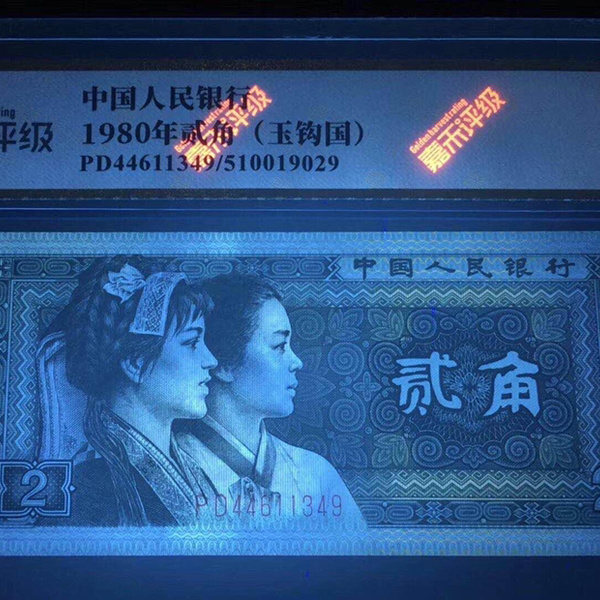 中国人民银行
1980年贰角（玉钩国）
PD44611349/510019029
评级
Golden harvest rating
嘉禾评级
Golden harvest rating
嘉禾评级
中国人民银行
贰角
2
PD44611349